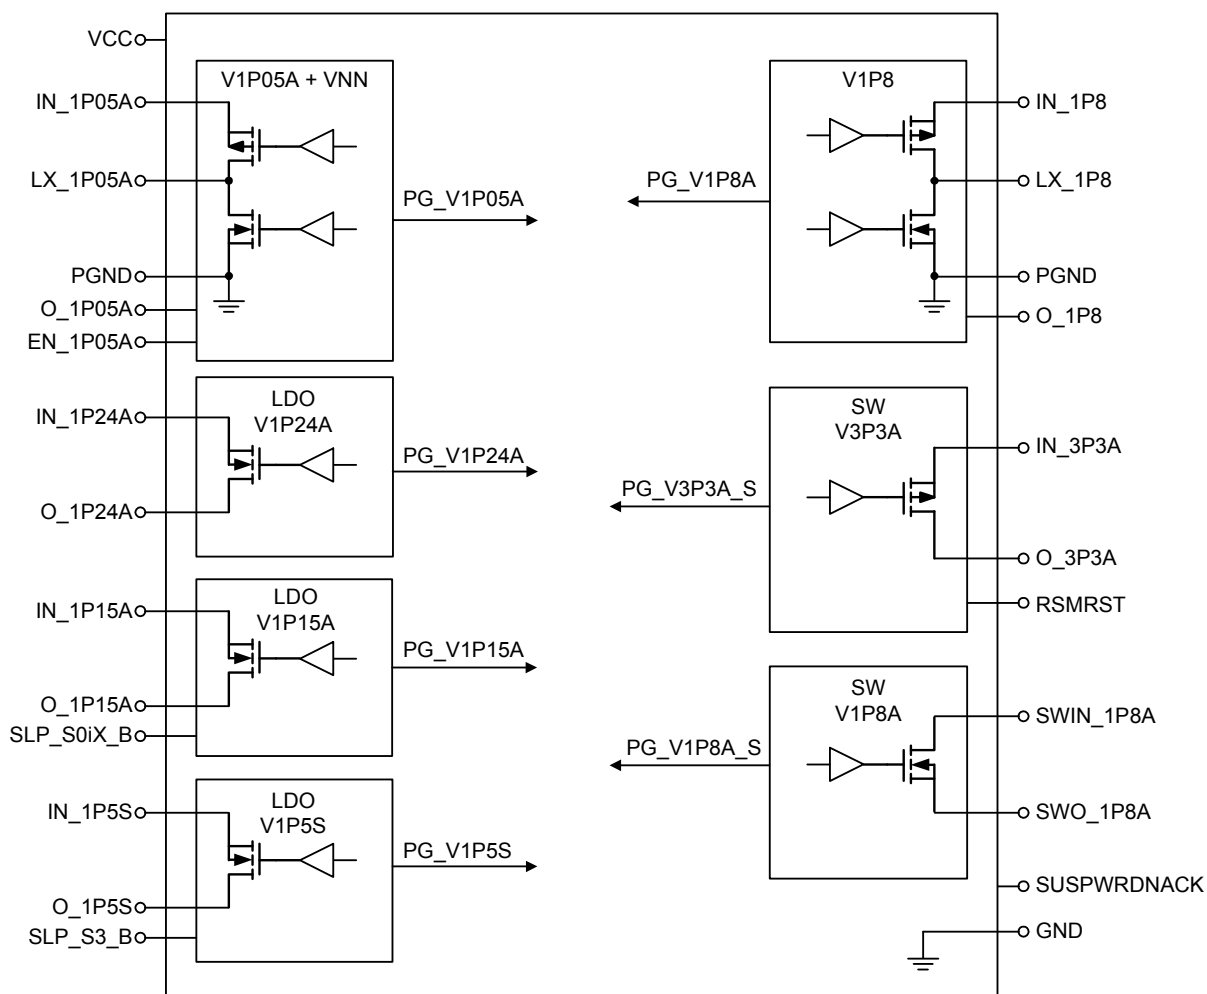 VCC
V1P05A + VNN
IN_1P05A
LX_1P05A
PG_V1P05A
PGND
O_1P05A
EN_1P05A
LDO
V1P24A
IN_1P24A
PG_V1P24A
O_1P24A
LDO
V1P15A
IN_1P15A
PG_V1P15A
O_1P15A
SLP_S0iX_B
LDO
V1P5S
IN_1P5S
PG_V1P5S
O_1P5S
SLP_S3_B
V1P8
IN_1P8
PG_V1P8A
LX_1P8
PGND
O_1P8
SW
V3P3A
IN_3P3A
PG_V3P3A_S
O_3P3A
RSMRST
SW
V1P8A
SWIN_1P8A
PG_V1P8A_S
SWO_1P8A
SUSPWRDNACK
GND